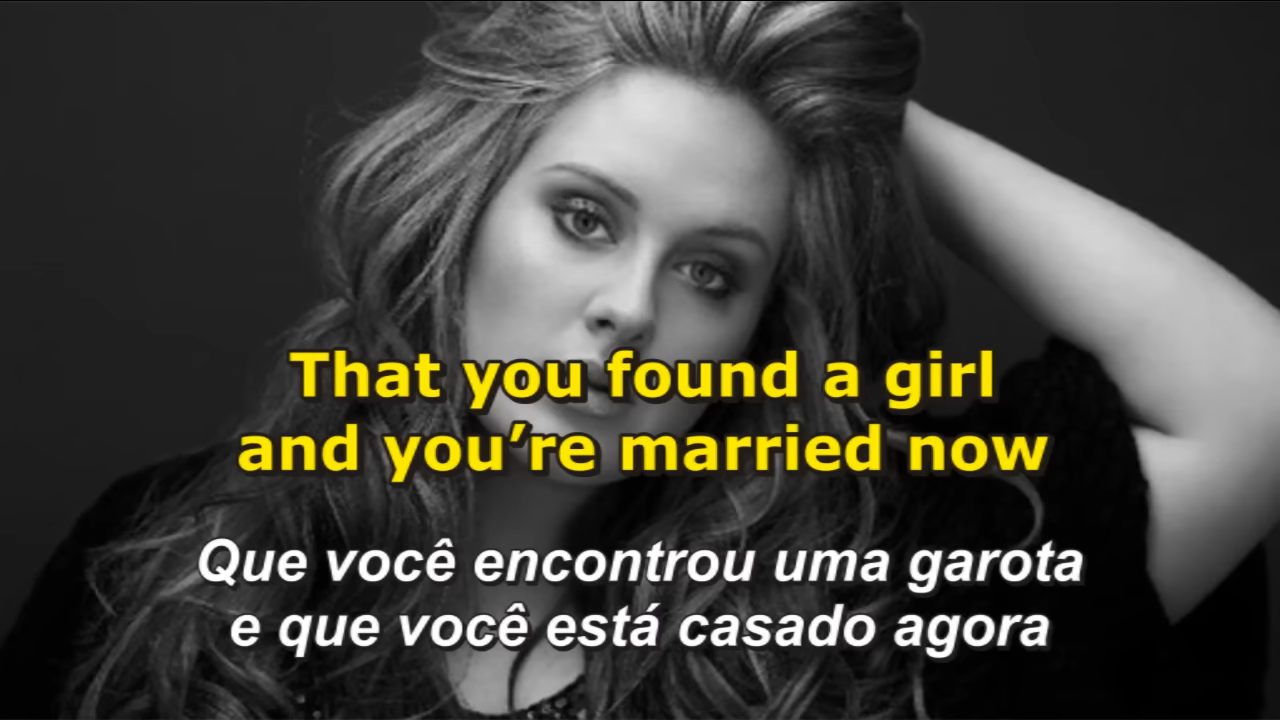 That you found a girl
and you’re married now
Que você encontrou uma garota
e que você está casado agora